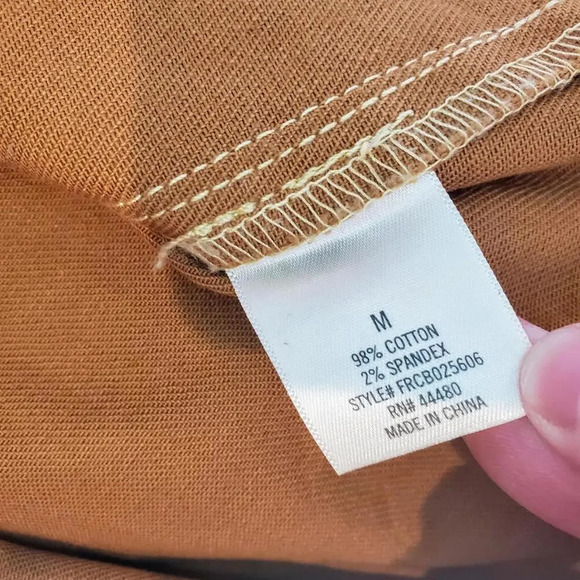 M
98% COTTON
2% SPANDEX
STYLE# FRCB025606
RN# 44480
MADE IN CHINA